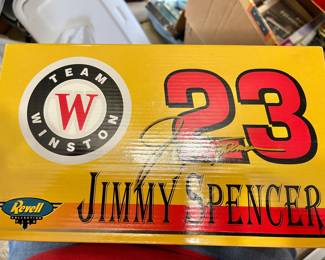 TEAM
W
WINSTON
23
JIMMY SPENCER
Revell